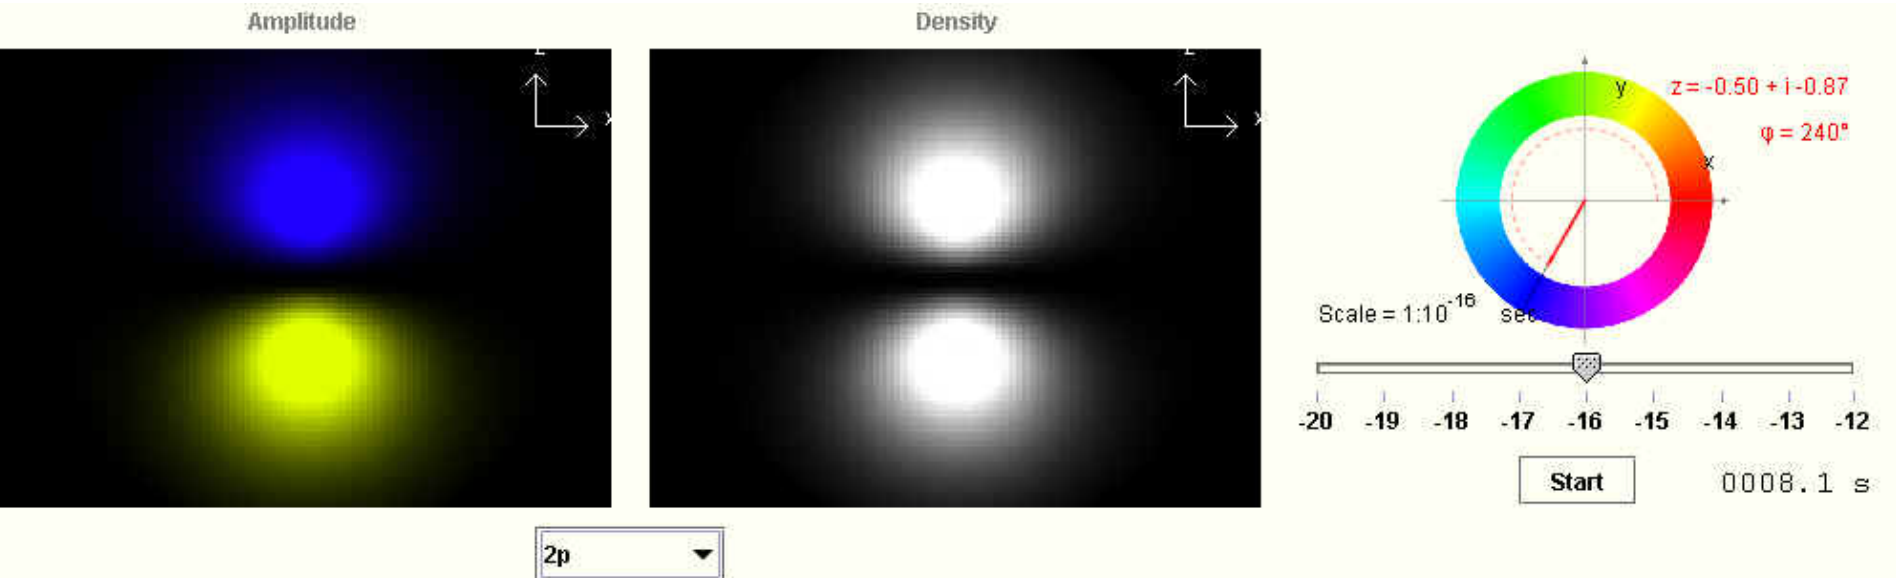 Amplitude
Density
x
x
y
z = -0.50 + i -0.87
φ = 240°
x
Scale = 1:10^-16 sec
-20 -19 -18 -17 -16 -15 -14 -13 -12
Start
0008.1 s
2p